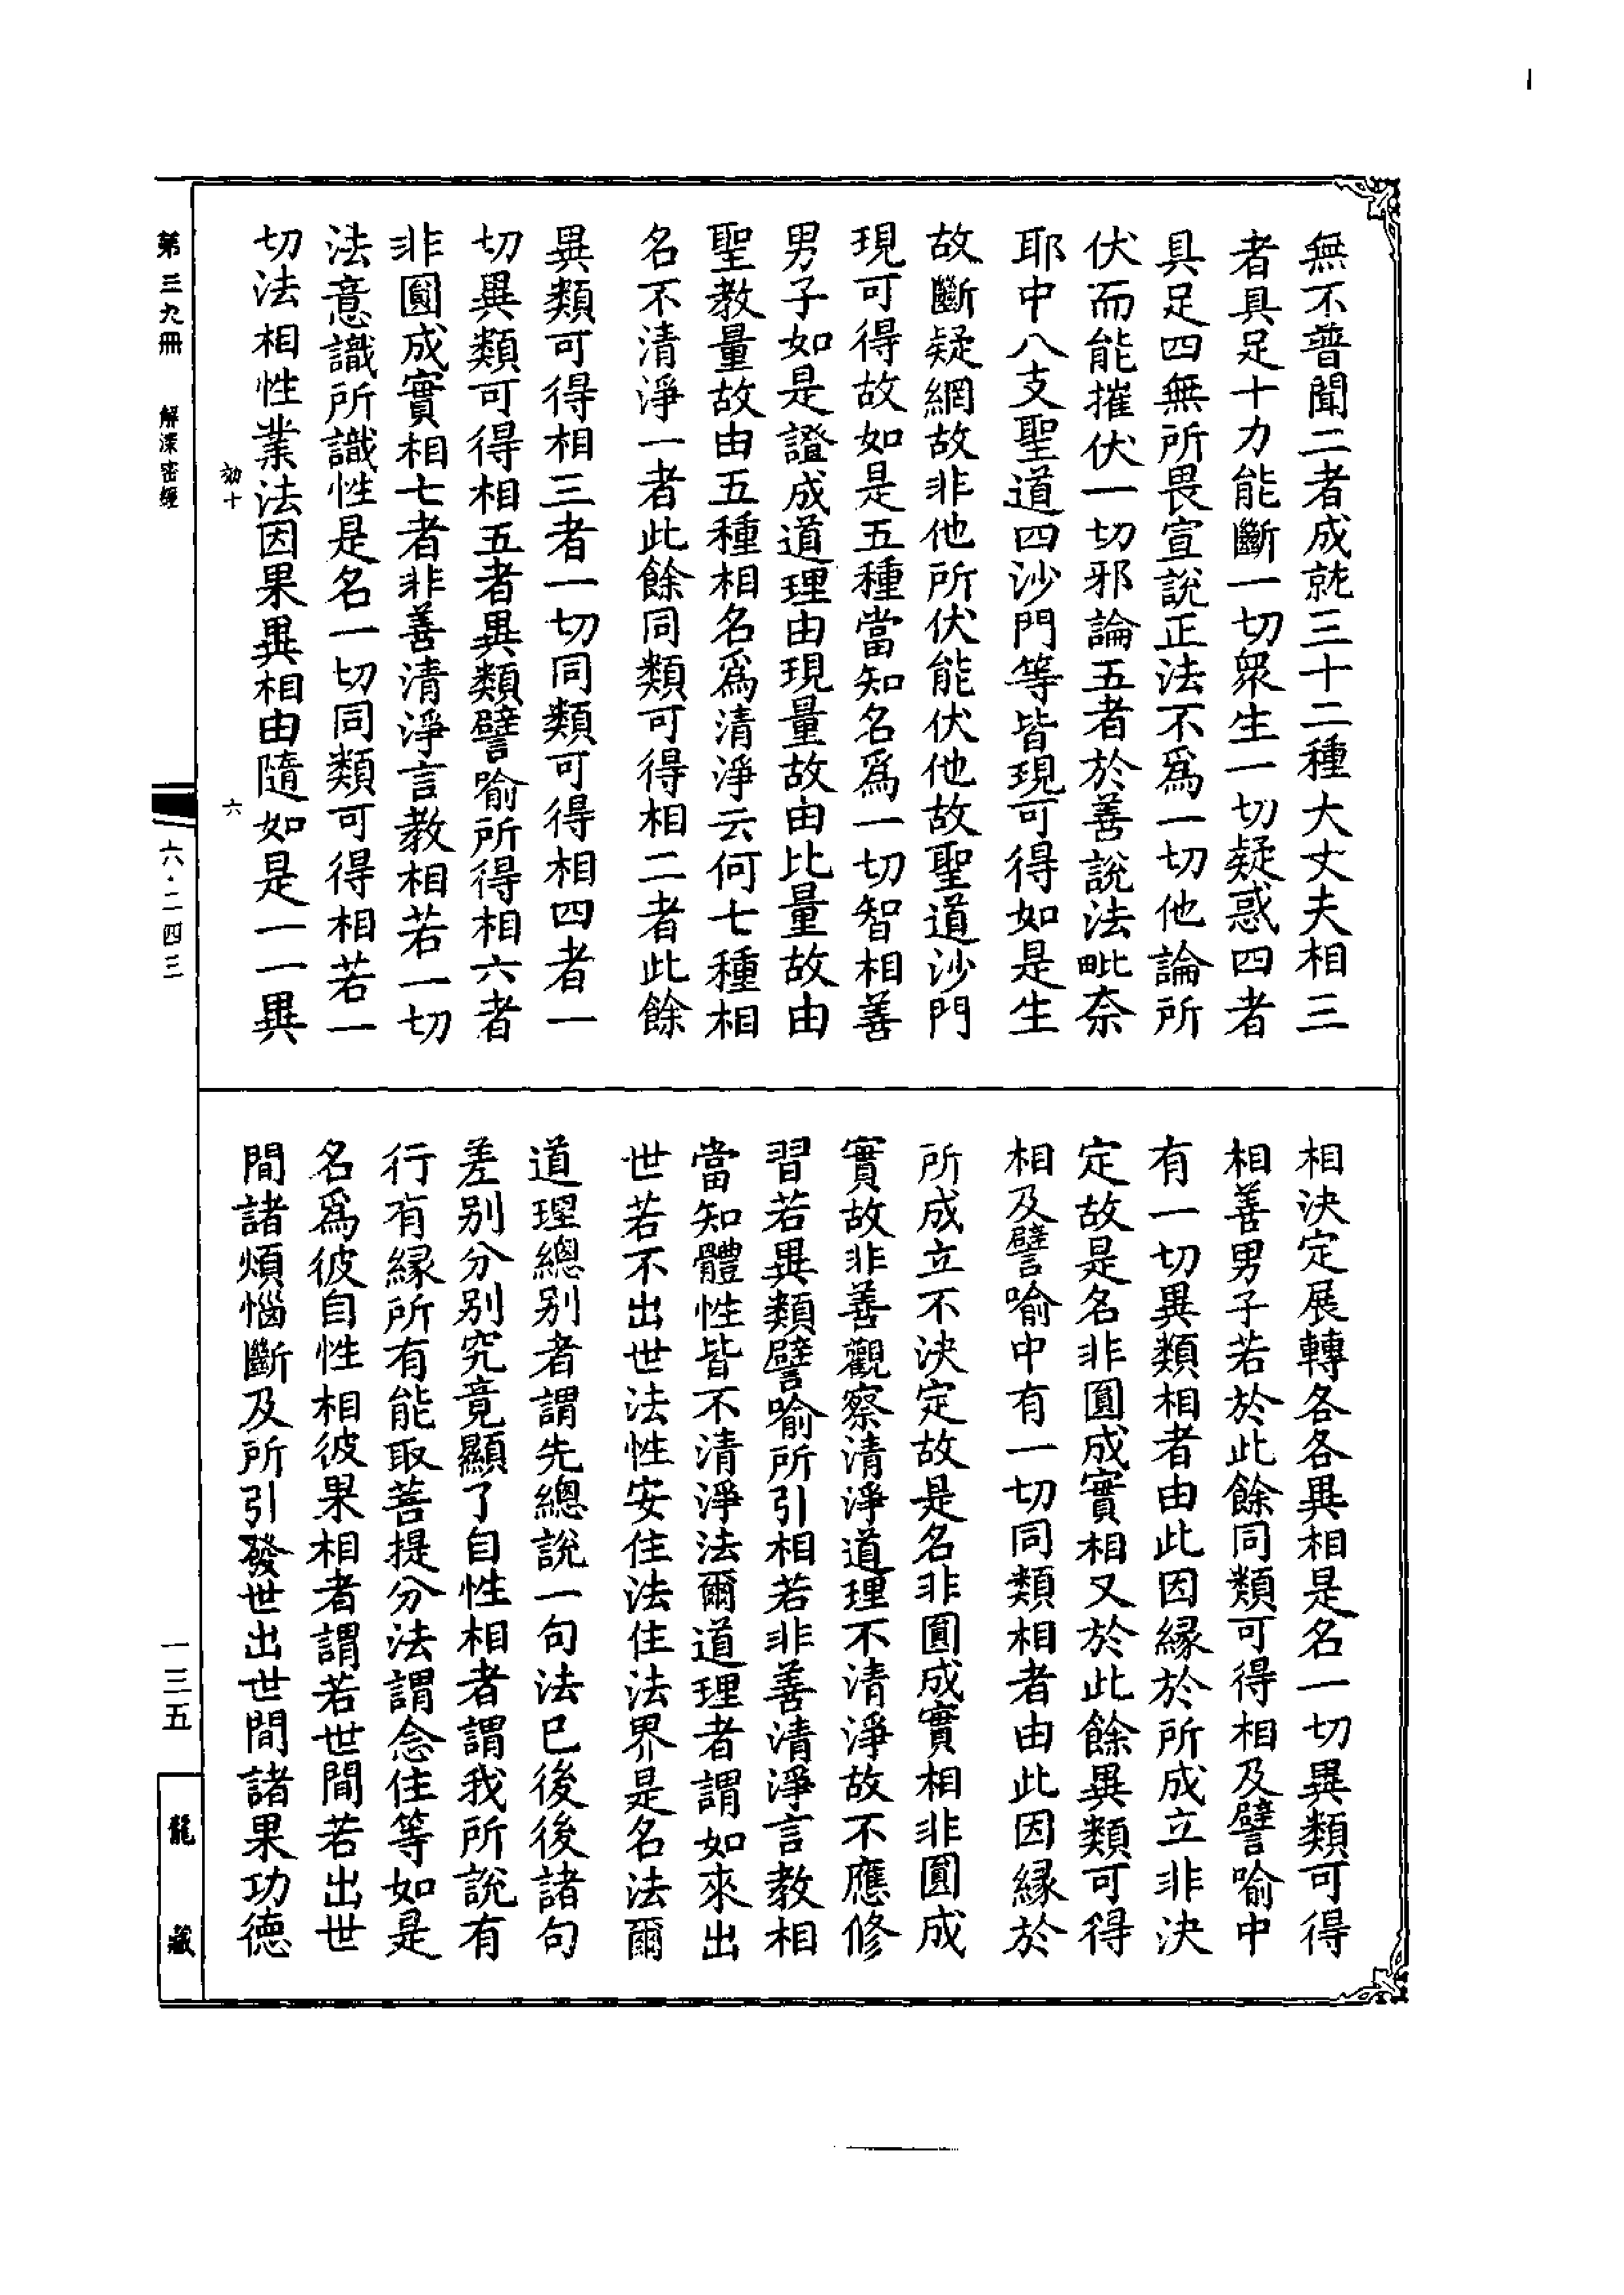 無不普聞二者成就三十二種大丈夫相三
者具足十力能斷一切眾生一切疑惑四者
具足四無所畏宣說正法不為一切他論所
伏而能摧伏一切邪論五者於善說法毗奈
耶中八支聖道四沙門等皆現可得如是生
故斷疑網故非他所伏能伏他故聖道沙門
現可得故如是五種當知名為一切智相善
男子如是證成道理由現量故由比量故由
聖教量故由五種相名為清淨云何七種相
名不清淨一者此餘同類可得相二者此餘
異類可得相三者一切同類可得相四者一
切異類可得相五者異類譬喻所得相六者
非圓成實相七者非善清淨言教相若一切
法意識所識性是名一切同類可得相若一
切法相性業法因果異相由隨如是一一異
相決定展轉各各異相是名一切異類可得
相善男子若於此餘同類可得相及譬喻中
有一切異類相者由此因緣於所成立非決
定故是名非圓成實相又於此餘異類可得
相及譬喻中有一切同類相者由此因緣於
所成立不決定故是名非圓成實相非圓成
實故非善觀察清淨道理不清淨故不應修
習若異類譬喻所引相若非善清淨言教相
當知體性皆不清淨法爾道理者謂如來出
世若不出世法性安住法住法界是名法爾
道理總別者謂先總說一句法已後後諸句
差別分別究竟顯了自性相者謂我所說有
行有緣所有能取菩提分法謂念住等如是
名為彼自性相彼果相者謂若世間若出世
間諸煩惱斷及所引發世出世間諸果功德
効十
六
第三九冊 解深密經
六·二四三
一三五
龍藏